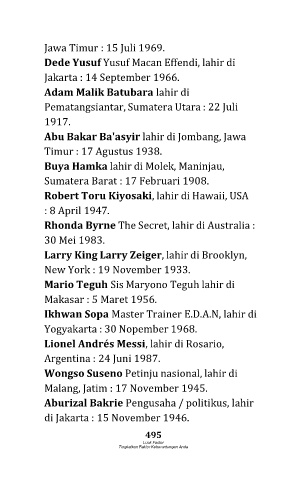 Jawa Timur : 15 Juli 1969.
Dede Yusuf Yusuf Macan Effendi, lahir di
Jakarta : 14 September 1966.
Adam Malik Batubara lahir di
Pematangsiantar, Sumatera Utara : 22 Juli
1917.
Abu Bakar Ba'asyir lahir di Jombang, Jawa
Timur : 17 Agustus 1938.
Buya Hamka lahir di Molek, Maninjau,
Sumatera Barat : 17 Februari 1908.
Robert Toru Kiyosaki, lahir di Hawaii, USA
: 8 April 1947.
Rhonda Byrne The Secret, lahir di Australia :
30 Mei 1983.
Larry King Larry Zeiger, lahir di Brooklyn,
New York : 19 November 1933.
Mario Teguh Sis Maryono Teguh lahir di
Makasar : 5 Maret 1956.
Ikhwan Sopa Master Trainer E.D.A.N, lahir di
Yogyakarta : 30 Nopember 1968.
Lionel Andrés Messi, lahir di Rosario,
Argentina : 24 Juni 1987.
Wongso Suseno Petinju nasional, lahir di
Malang, Jatim : 17 November 1945.
Aburizal Bakrie Pengusaha / politikus, lahir
di Jakarta : 15 November 1946.
495
Luck Factor
Tingkatkan Faktor Keberuntungan Anda